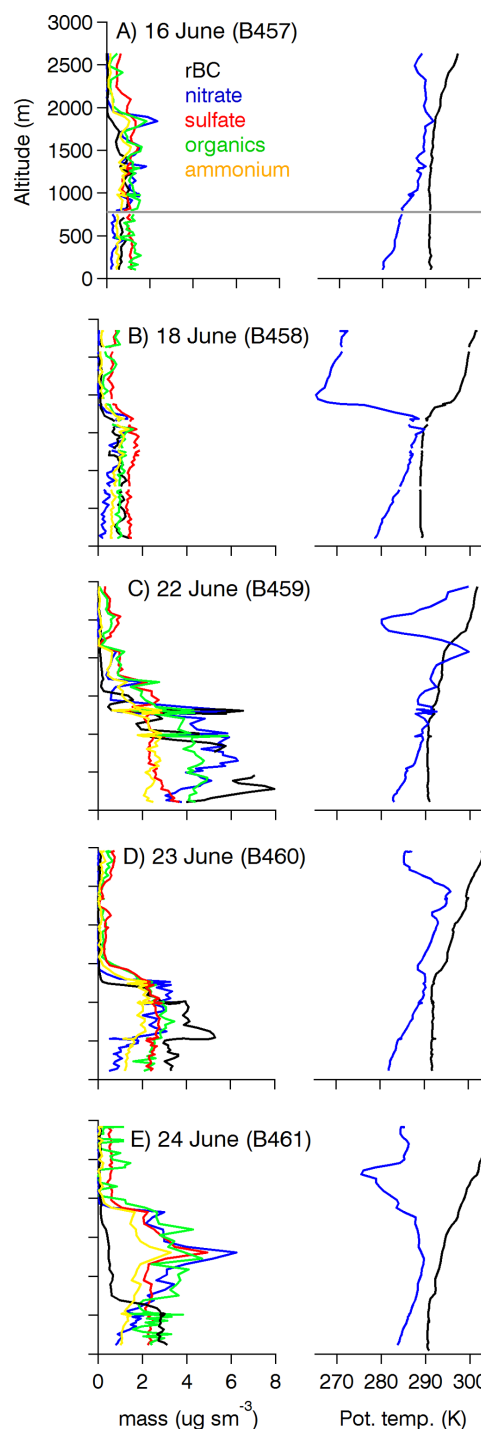 A) 16 June (B457)
rBC
nitrate
sulfate
organics
ammonium
3000
2500
2000
1500
1000
500
0
Altitude (m)
B) 18 June (B458)
C) 22 June (B459)
D) 23 June (B460)
E) 24 June (B461)
0 2 4 6 8
mass (ug sm⁻³)
270 280 290 300
Pot. temp. (K)